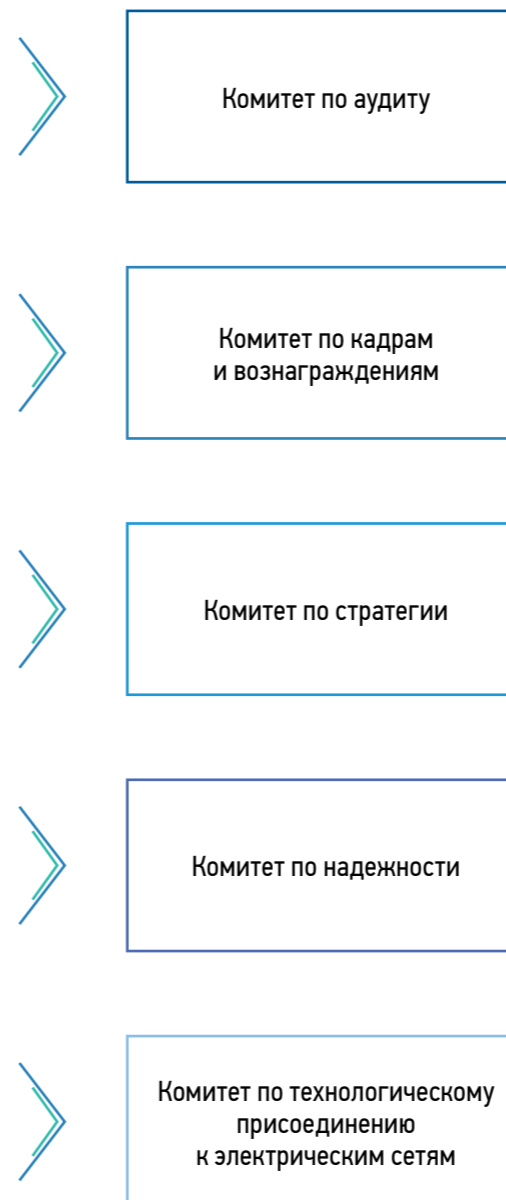 Комитет по аудиту
Комитет по кадрам
и вознаграждениям
Комитет по стратегии
Комитет по надежности
Комитет по технологическому
присоединению
к электрическим сетям